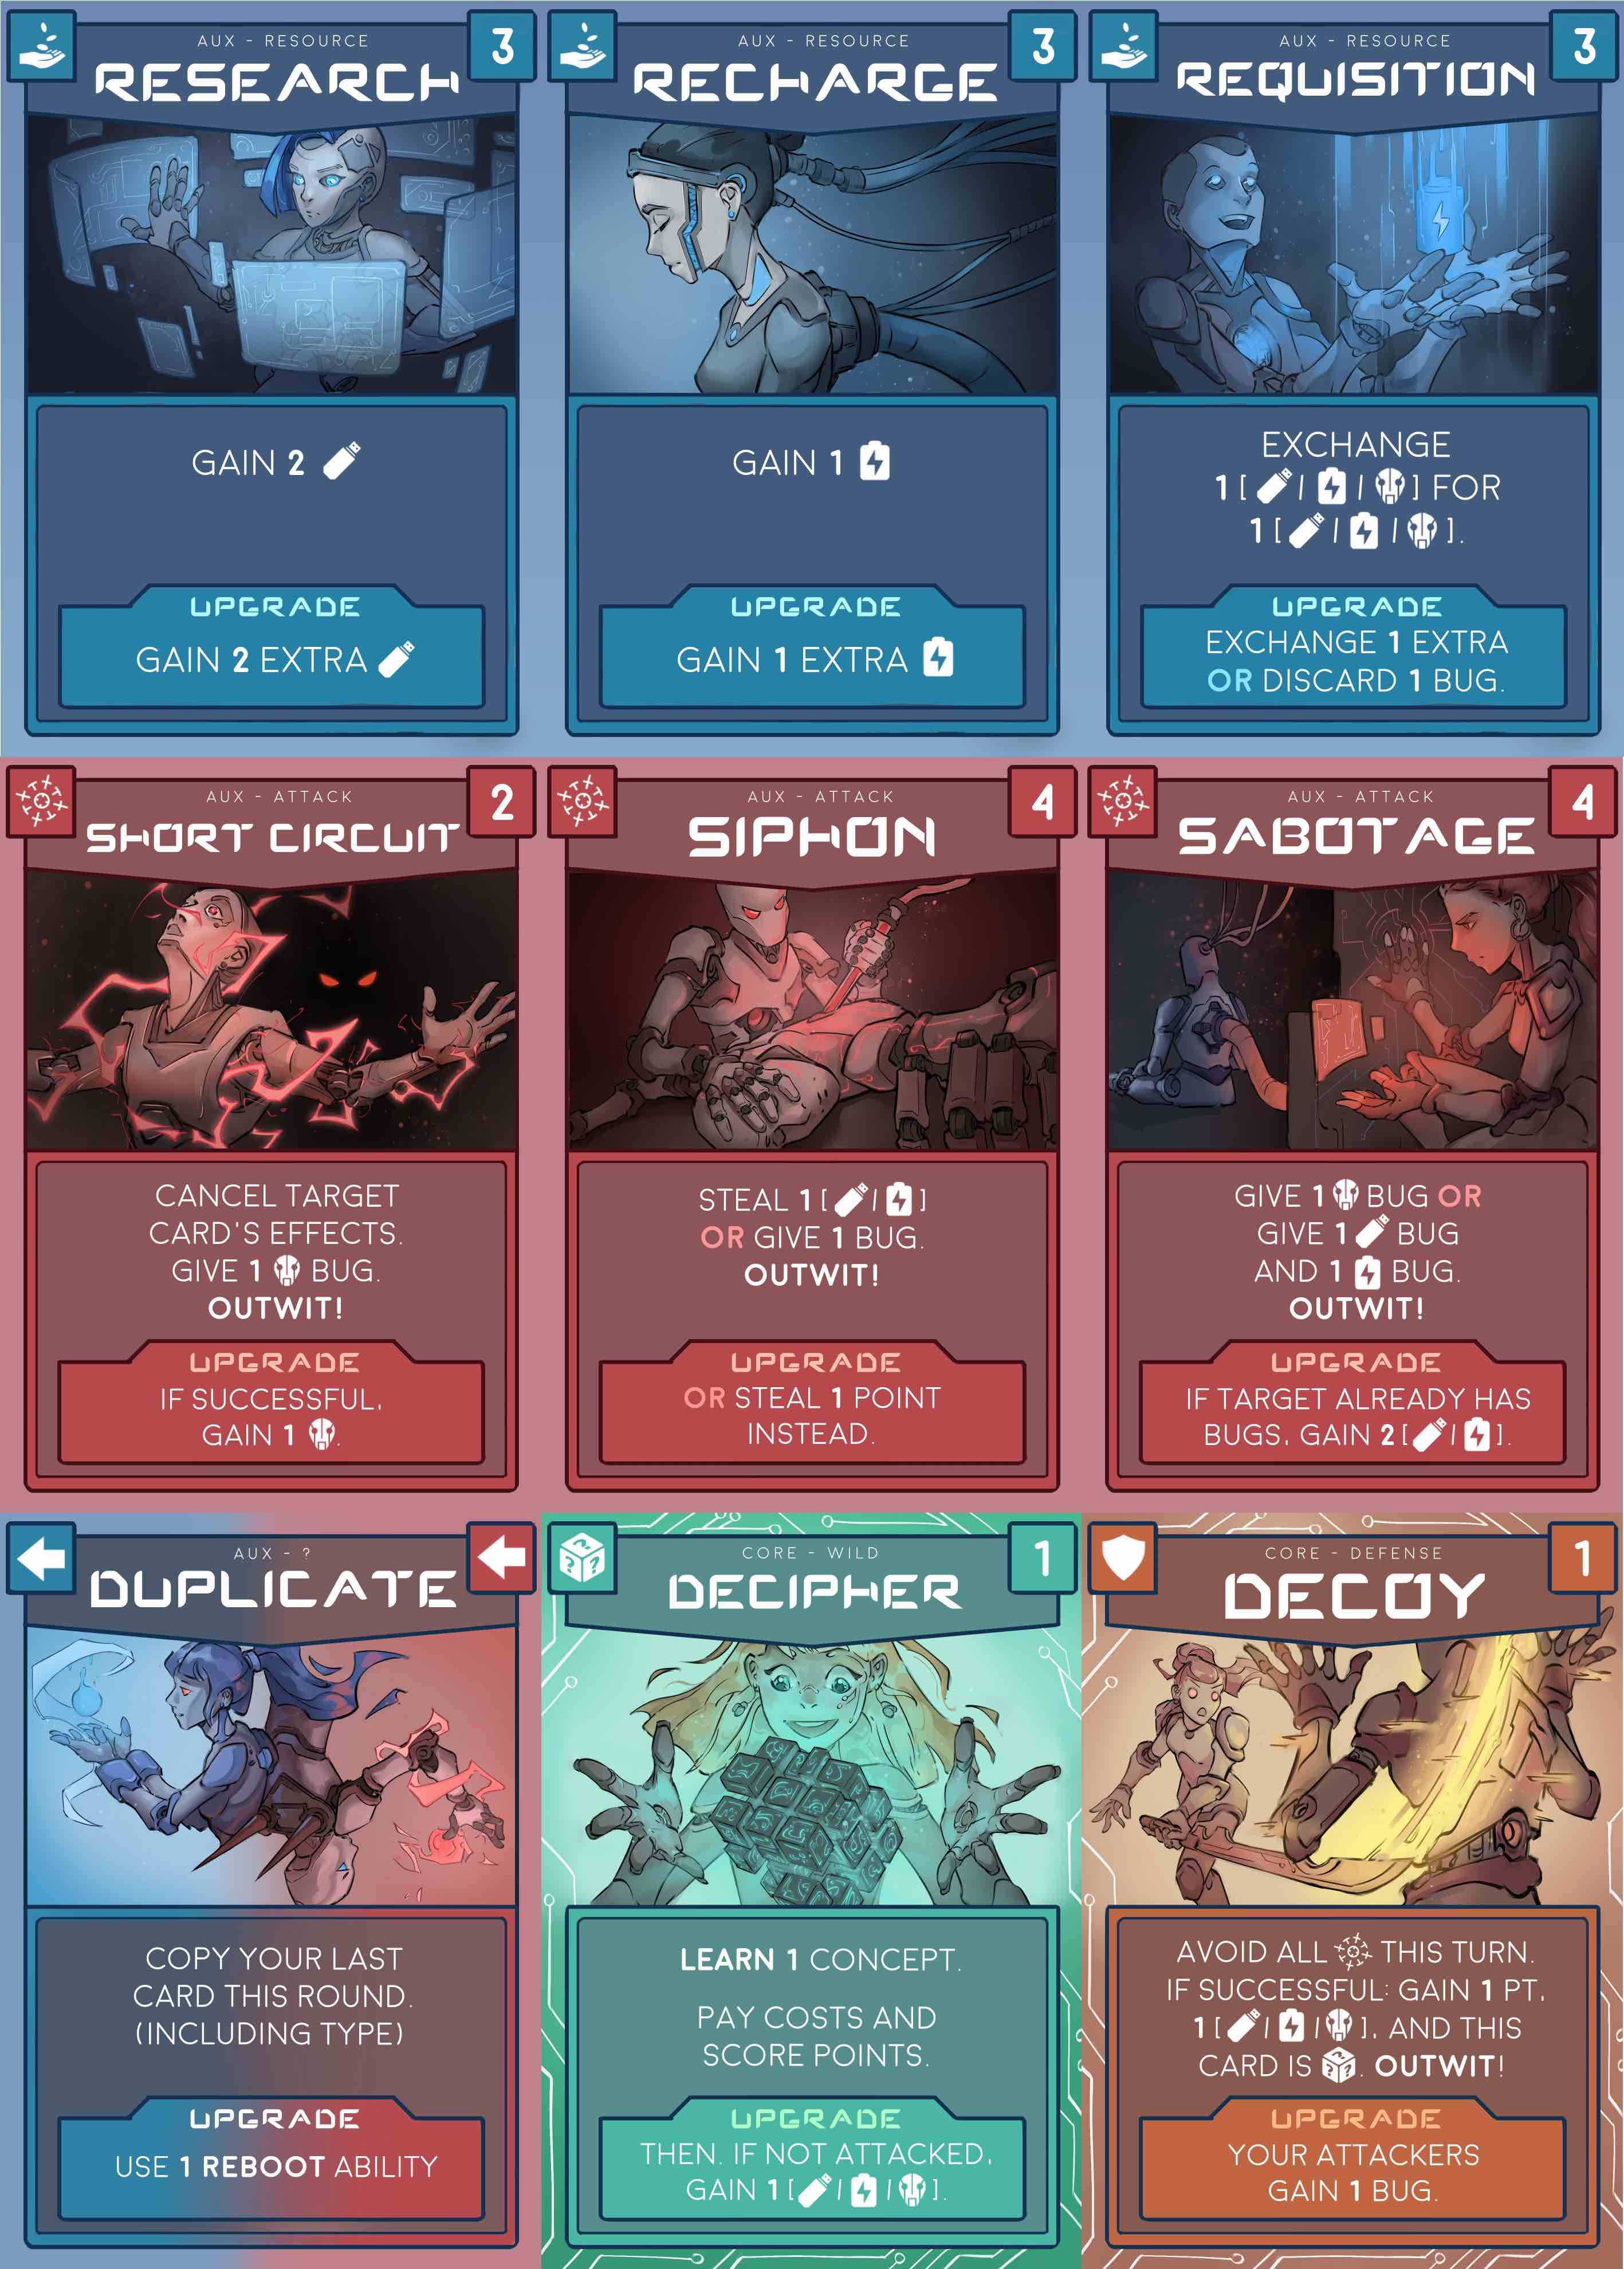 AUX - RESOURCE
3
RESEARCH
GAIN 2
UPGRADE
GAIN 2 EXTRA
AUX - RESOURCE
3
RECHARGE
GAIN 1
UPGRADE
GAIN 1 EXTRA
AUX - RESOURCE
3
REQUISITION
EXCHANGE
1 [ / / ] FOR
1 [ / / ].
UPGRADE
EXCHANGE 1 EXTRA
OR DISCARD 1 BUG.
AUX - ATTACK
2
SHORT CIRCUIT
CANCEL TARGET
CARD'S EFFECTS.
GIVE 1 BUG.
OUTWIT!
UPGRADE
IF SUCCESSFUL,
GAIN 1 .
AUX - ATTACK
4
SIPHON
STEAL 1 [ / ]
OR GIVE 1 BUG.
OUTWIT!
UPGRADE
OR STEAL 1 POINT
INSTEAD.
AUX - ATTACK
4
SABOTAGE
GIVE 1 BUG OR
GIVE 1 BUG
AND 1 BUG.
OUTWIT!
UPGRADE
IF TARGET ALREADY HAS
BUGS, GAIN 2 [ / ].
AUX - ?
DUPLICATE
COPY YOUR LAST
CARD THIS ROUND.
(INCLUDING TYPE)
UPGRADE
USE 1 REBOOT ABILITY
CORE - WILD
1
DECIPHER
LEARN 1 CONCEPT.
PAY COSTS AND
SCORE POINTS.
UPGRADE
THEN, IF NOT ATTACKED,
GAIN 1 [ / / ].
CORE - DEFENSE
1
DECOY
AVOID ALL THIS TURN.
IF SUCCESSFUL: GAIN 1 PT,
1 [ / / ], AND THIS
CARD IS . OUTWIT!
UPGRADE
YOUR ATTACKERS
GAIN 1 BUG.